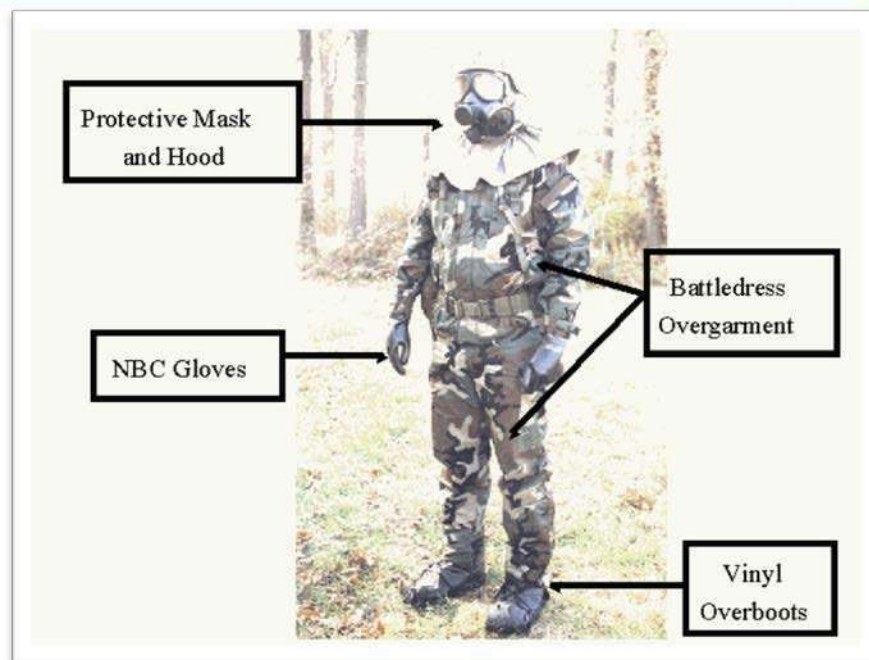 Protective Mask
and Hood
Battledress
Overgarment
NBC Gloves
Vinyl
Overboots